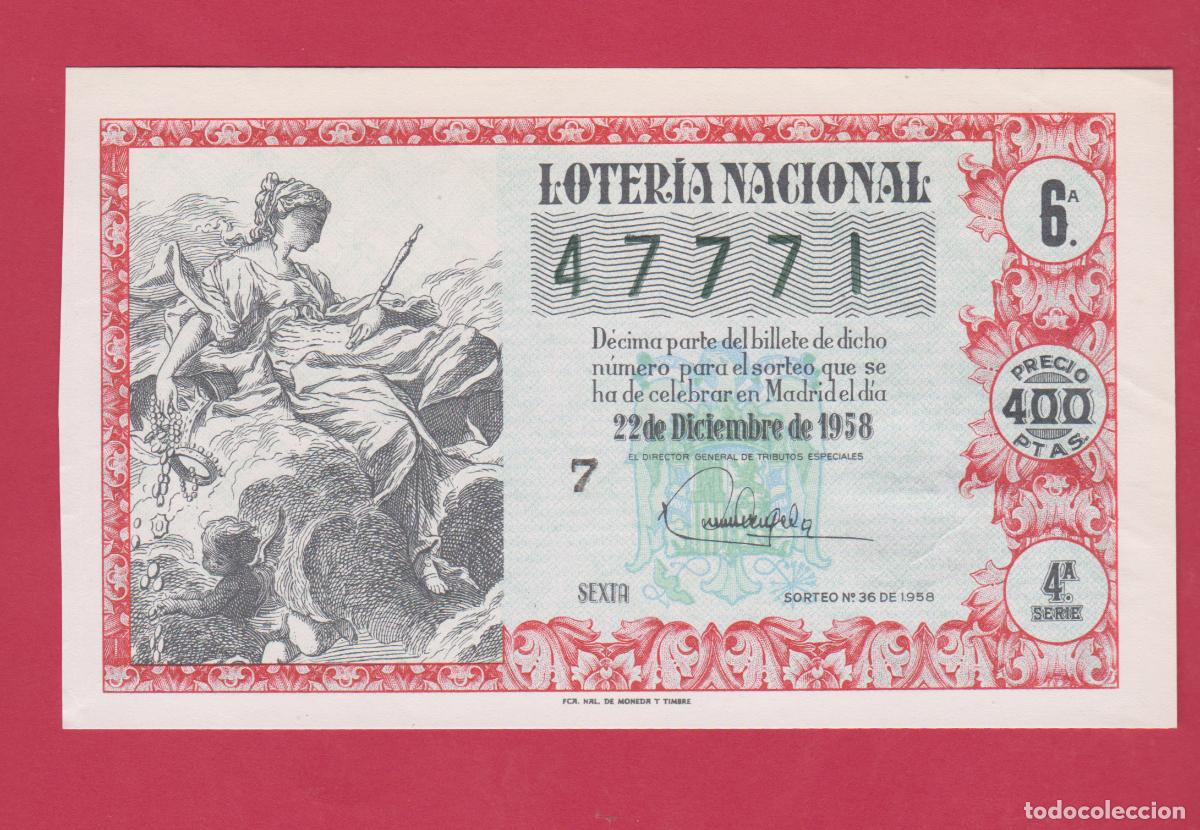 LOTERÍA NACIONAL
47771
Décima parte del billete de dicho
número para el sorteo que se
ha de celebrar en Madrid el día
22 de Diciembre de 1958
EL DIRECTOR GENERAL DE TRIBUTOS ESPECIALES
7
SEXTA
SORTEO Nº 36 DE 1958
6.ª
PRECIO
400
PTAS.
4.ª
SERIE
FCA. NAL. DE MONEDA Y TIMBRE
todocoleccion